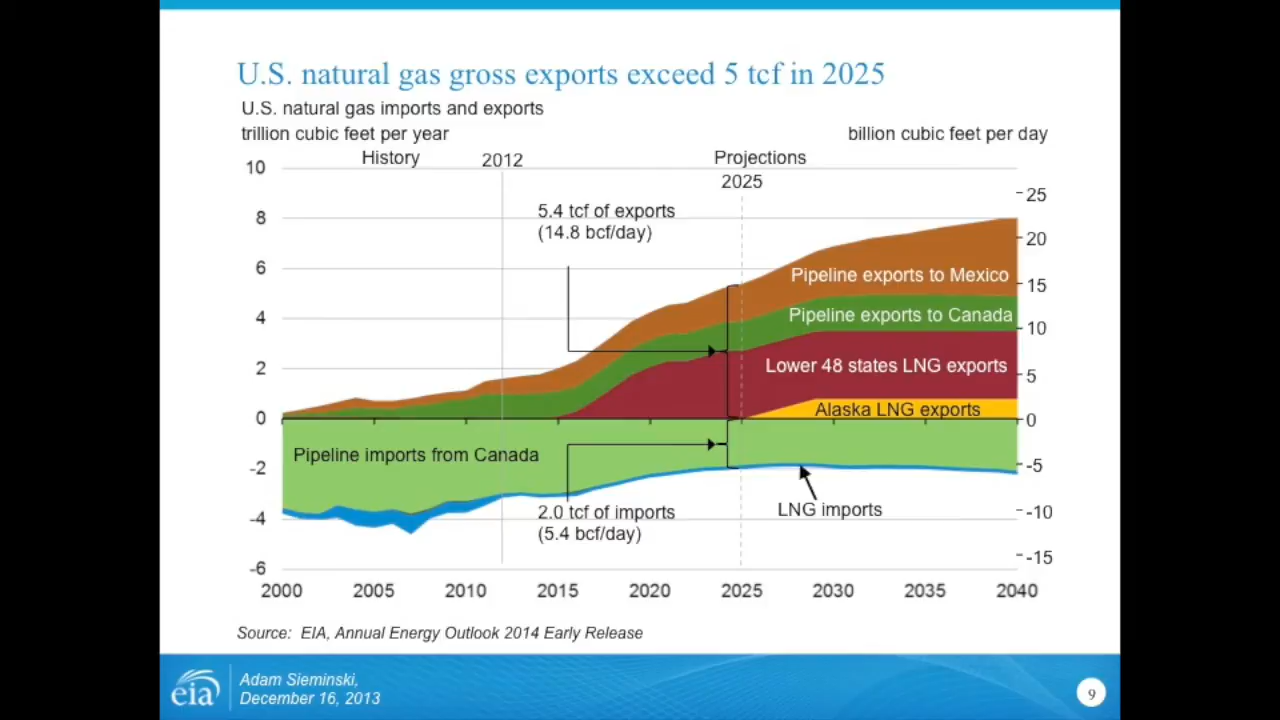 U.S. natural gas gross exports exceed 5 tcf in 2025
U.S. natural gas imports and exports
trillion cubic feet per year
billion cubic feet per day
History
2012
Projections
2025
10
8
6
4
2
0
-2
-4
-6
25
20
15
10
5
0
-5
-10
-15
5.4 tcf of exports
(14.8 bcf/day)
Pipeline exports to Mexico
Pipeline exports to Canada
Lower 48 states LNG exports
Alaska LNG exports
Pipeline imports from Canada
2.0 tcf of imports
(5.4 bcf/day)
LNG imports
2000 2005 2010 2015 2020 2025 2030 2035 2040
Source: EIA, Annual Energy Outlook 2014 Early Release
eia
Adam Sieminski,
December 16, 2013
9